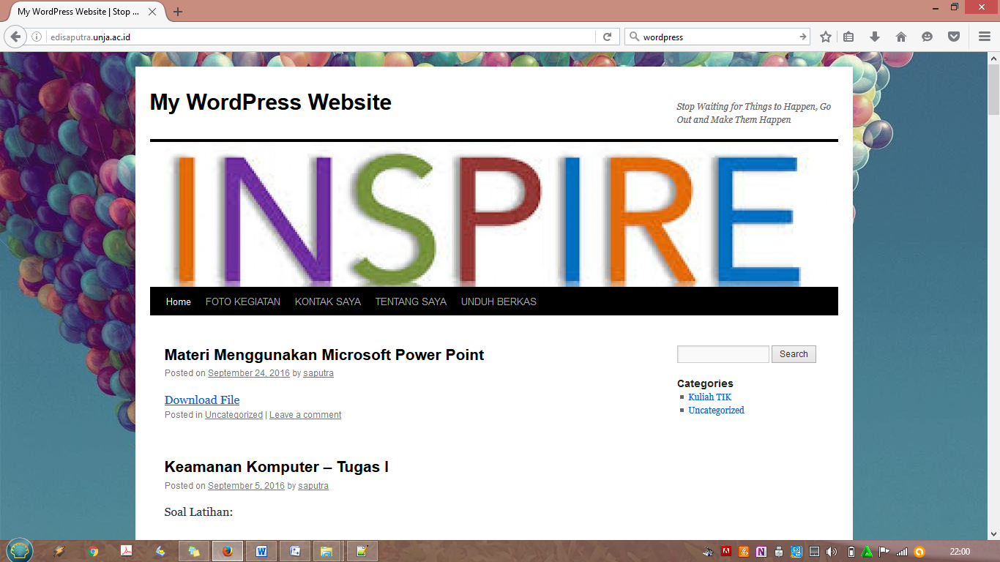 My WordPress Website | Stop ...
edisaputra.unja.ac.id
wordpress
My WordPress Website
Stop Waiting for Things to Happen, Go
Out and Make Them Happen
INSPIRE
Home FOTO KEGIATAN KONTAK SAYA TENTANG SAYA UNDUH BERKAS
Materi Menggunakan Microsoft Power Point
Posted on September 24, 2016 by saputra
Download File
Posted in Uncategorized | Leave a comment
Search
Categories
Kuliah TIK
Uncategorized
Keamanan Komputer – Tugas I
Posted on September 5, 2016 by saputra
Soal Latihan:
22:00